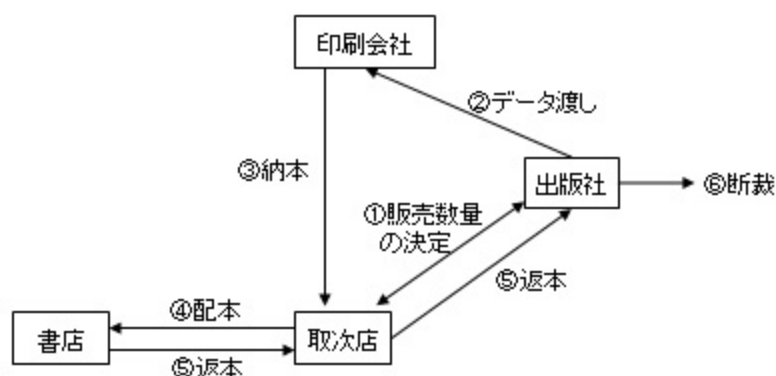 印刷会社
②データ渡し
③納本
出版社
⑥断裁
①販売数量
の決定
⑤返本
④配本
書店
取次店
⑤返本